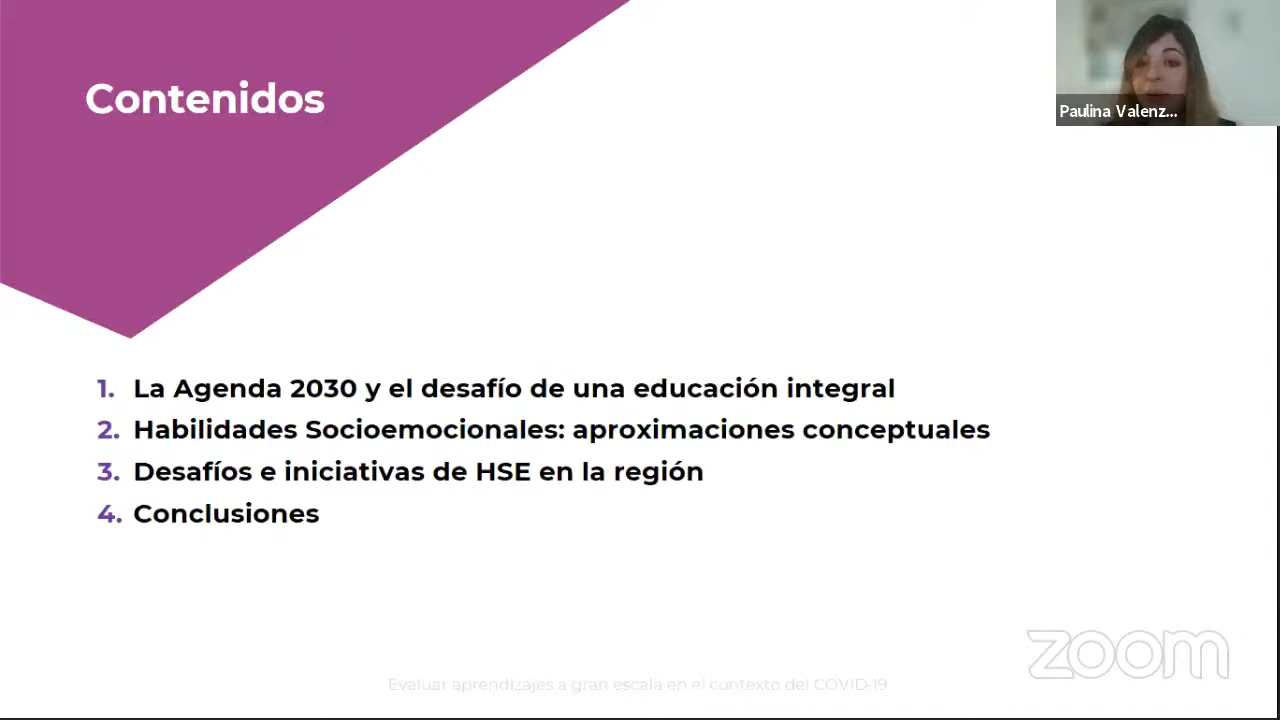 Contenidos
Paulina Valenz...
1. La Agenda 2030 y el desafío de una educación integral
2. Habilidades Socioemocionales: aproximaciones conceptuales
3. Desafíos e iniciativas de HSE en la región
4. Conclusiones
zoom
Evaluar aprendizajes a gran escala en el contexto del COVID-19